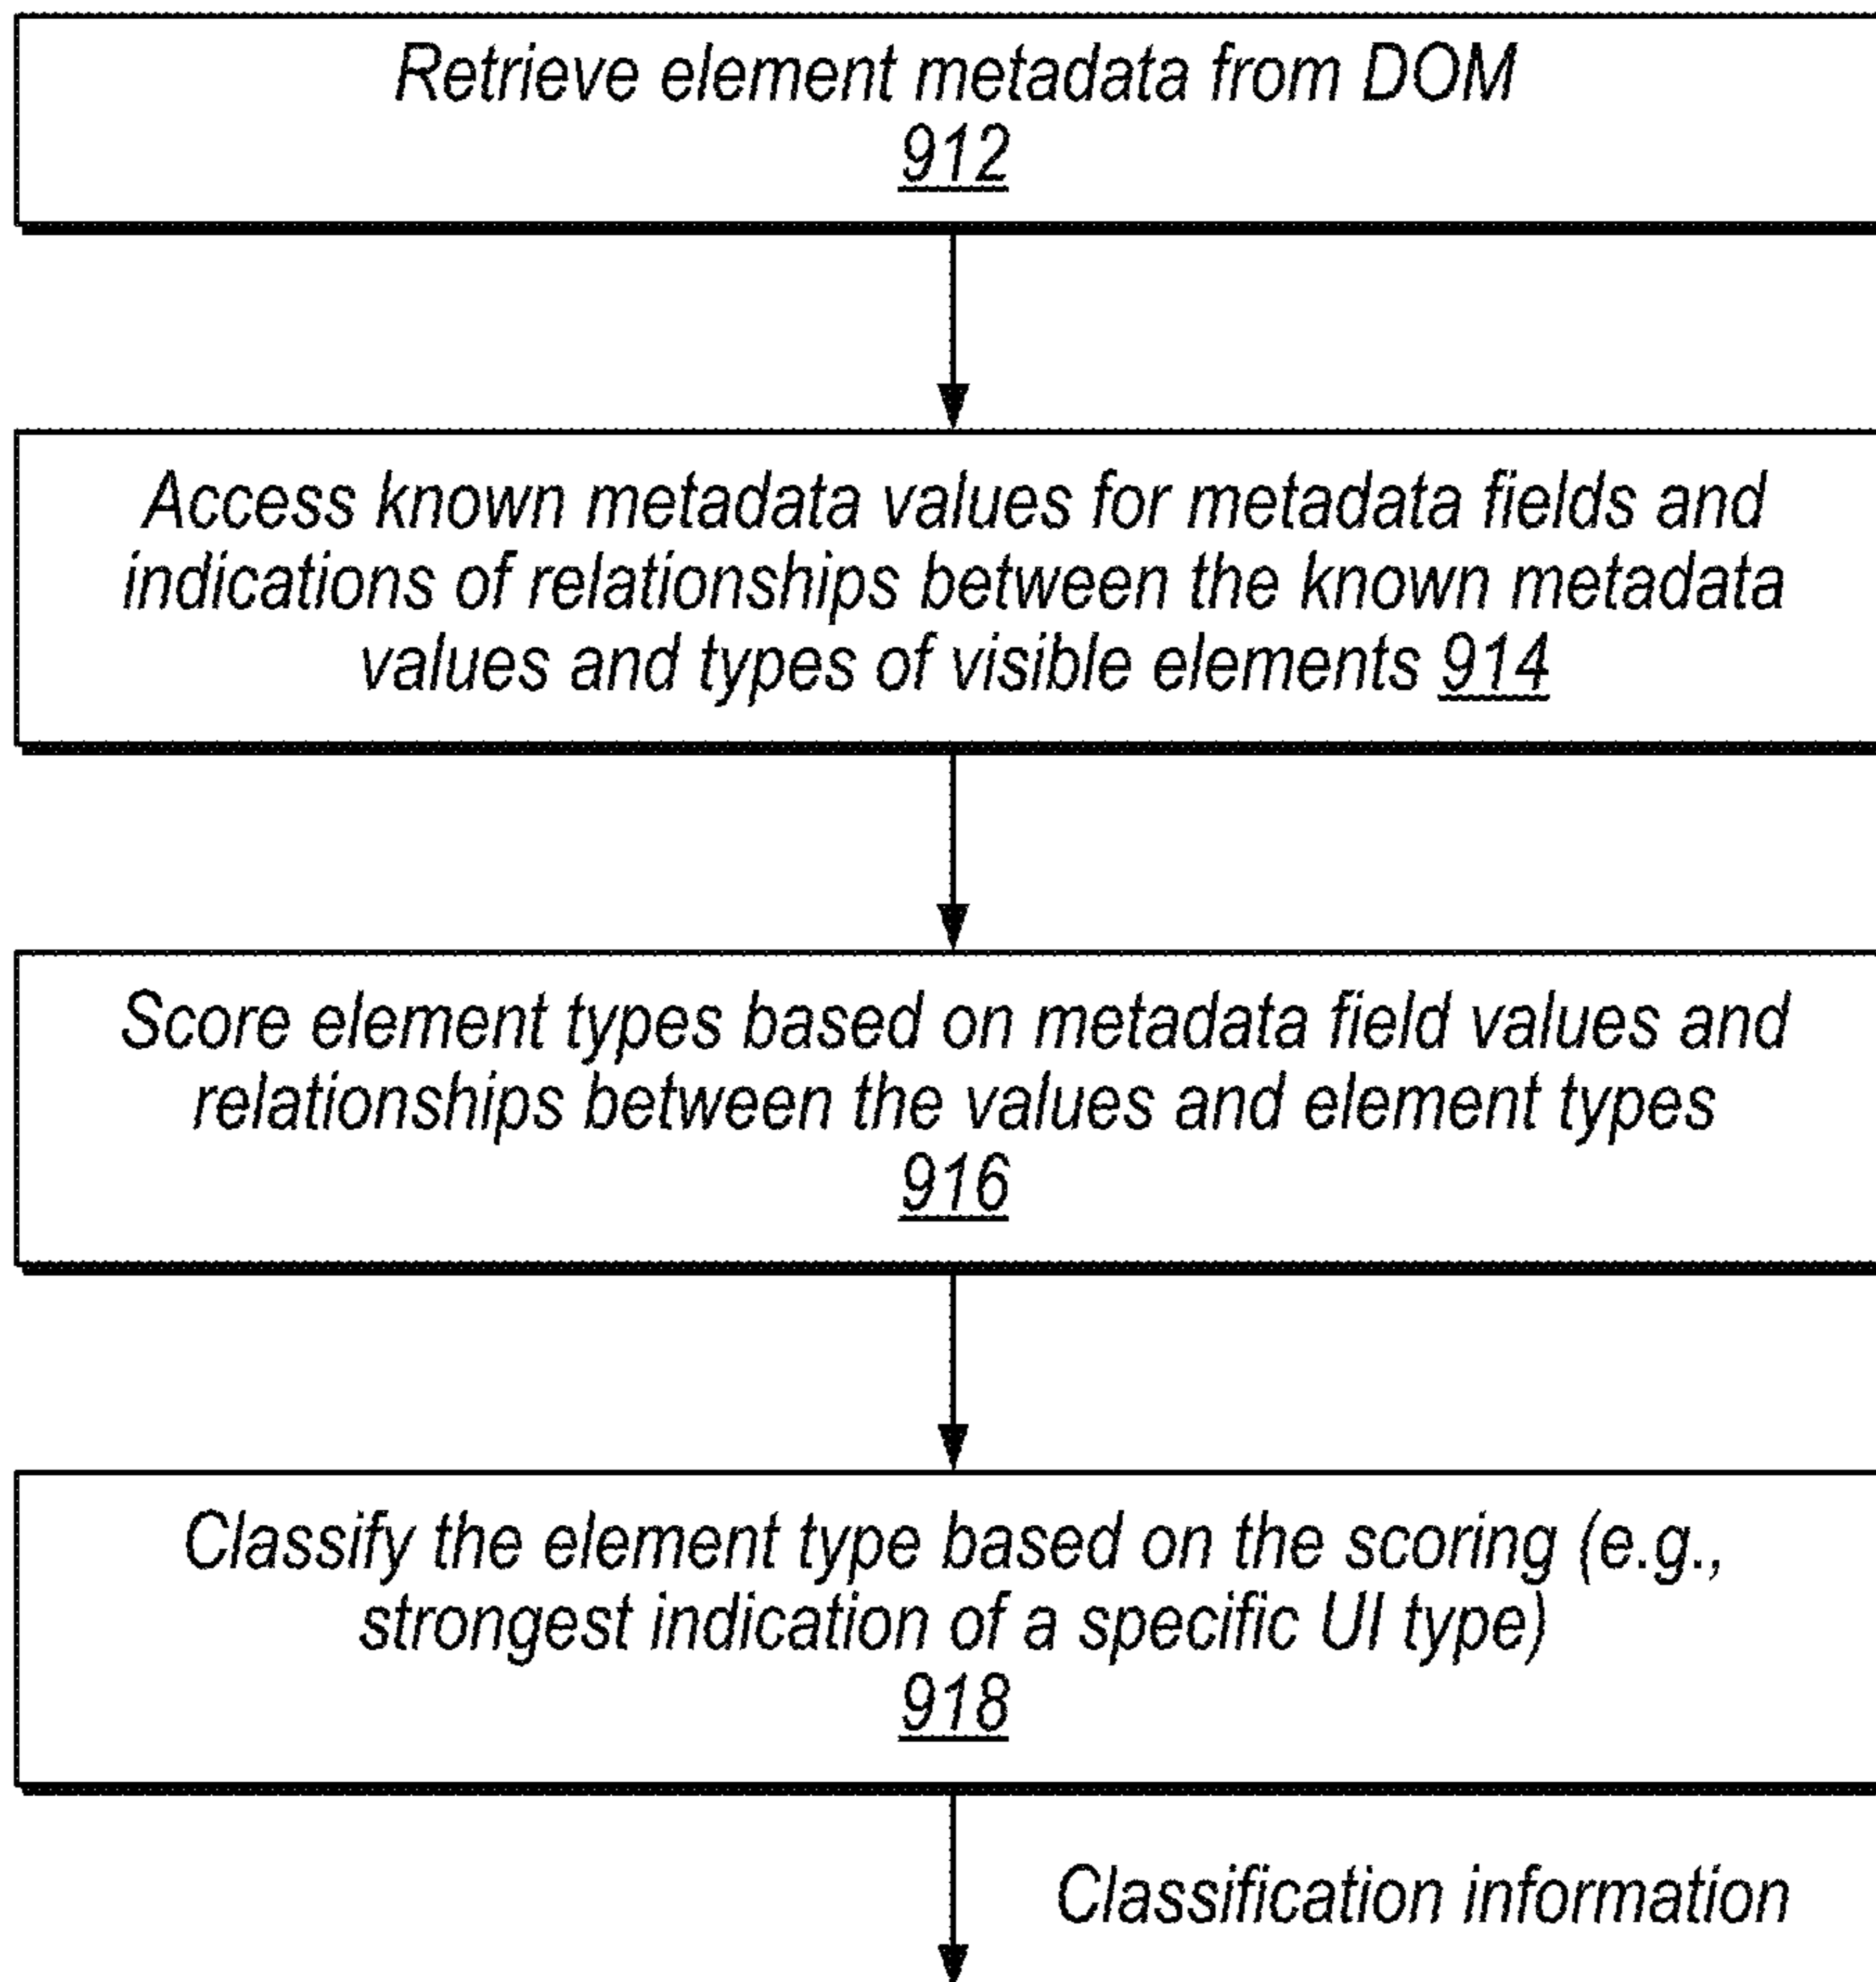 Retrieve element metadata from DOM
912
Access known metadata values for metadata fields and
indications of relationships between the known metadata
values and types of visible elements 914
Score element types based on metadata field values and
relationships between the values and element types
916
Classify the element type based on the scoring (e.g.,
strongest indication of a specific UI type)
918
Classification information